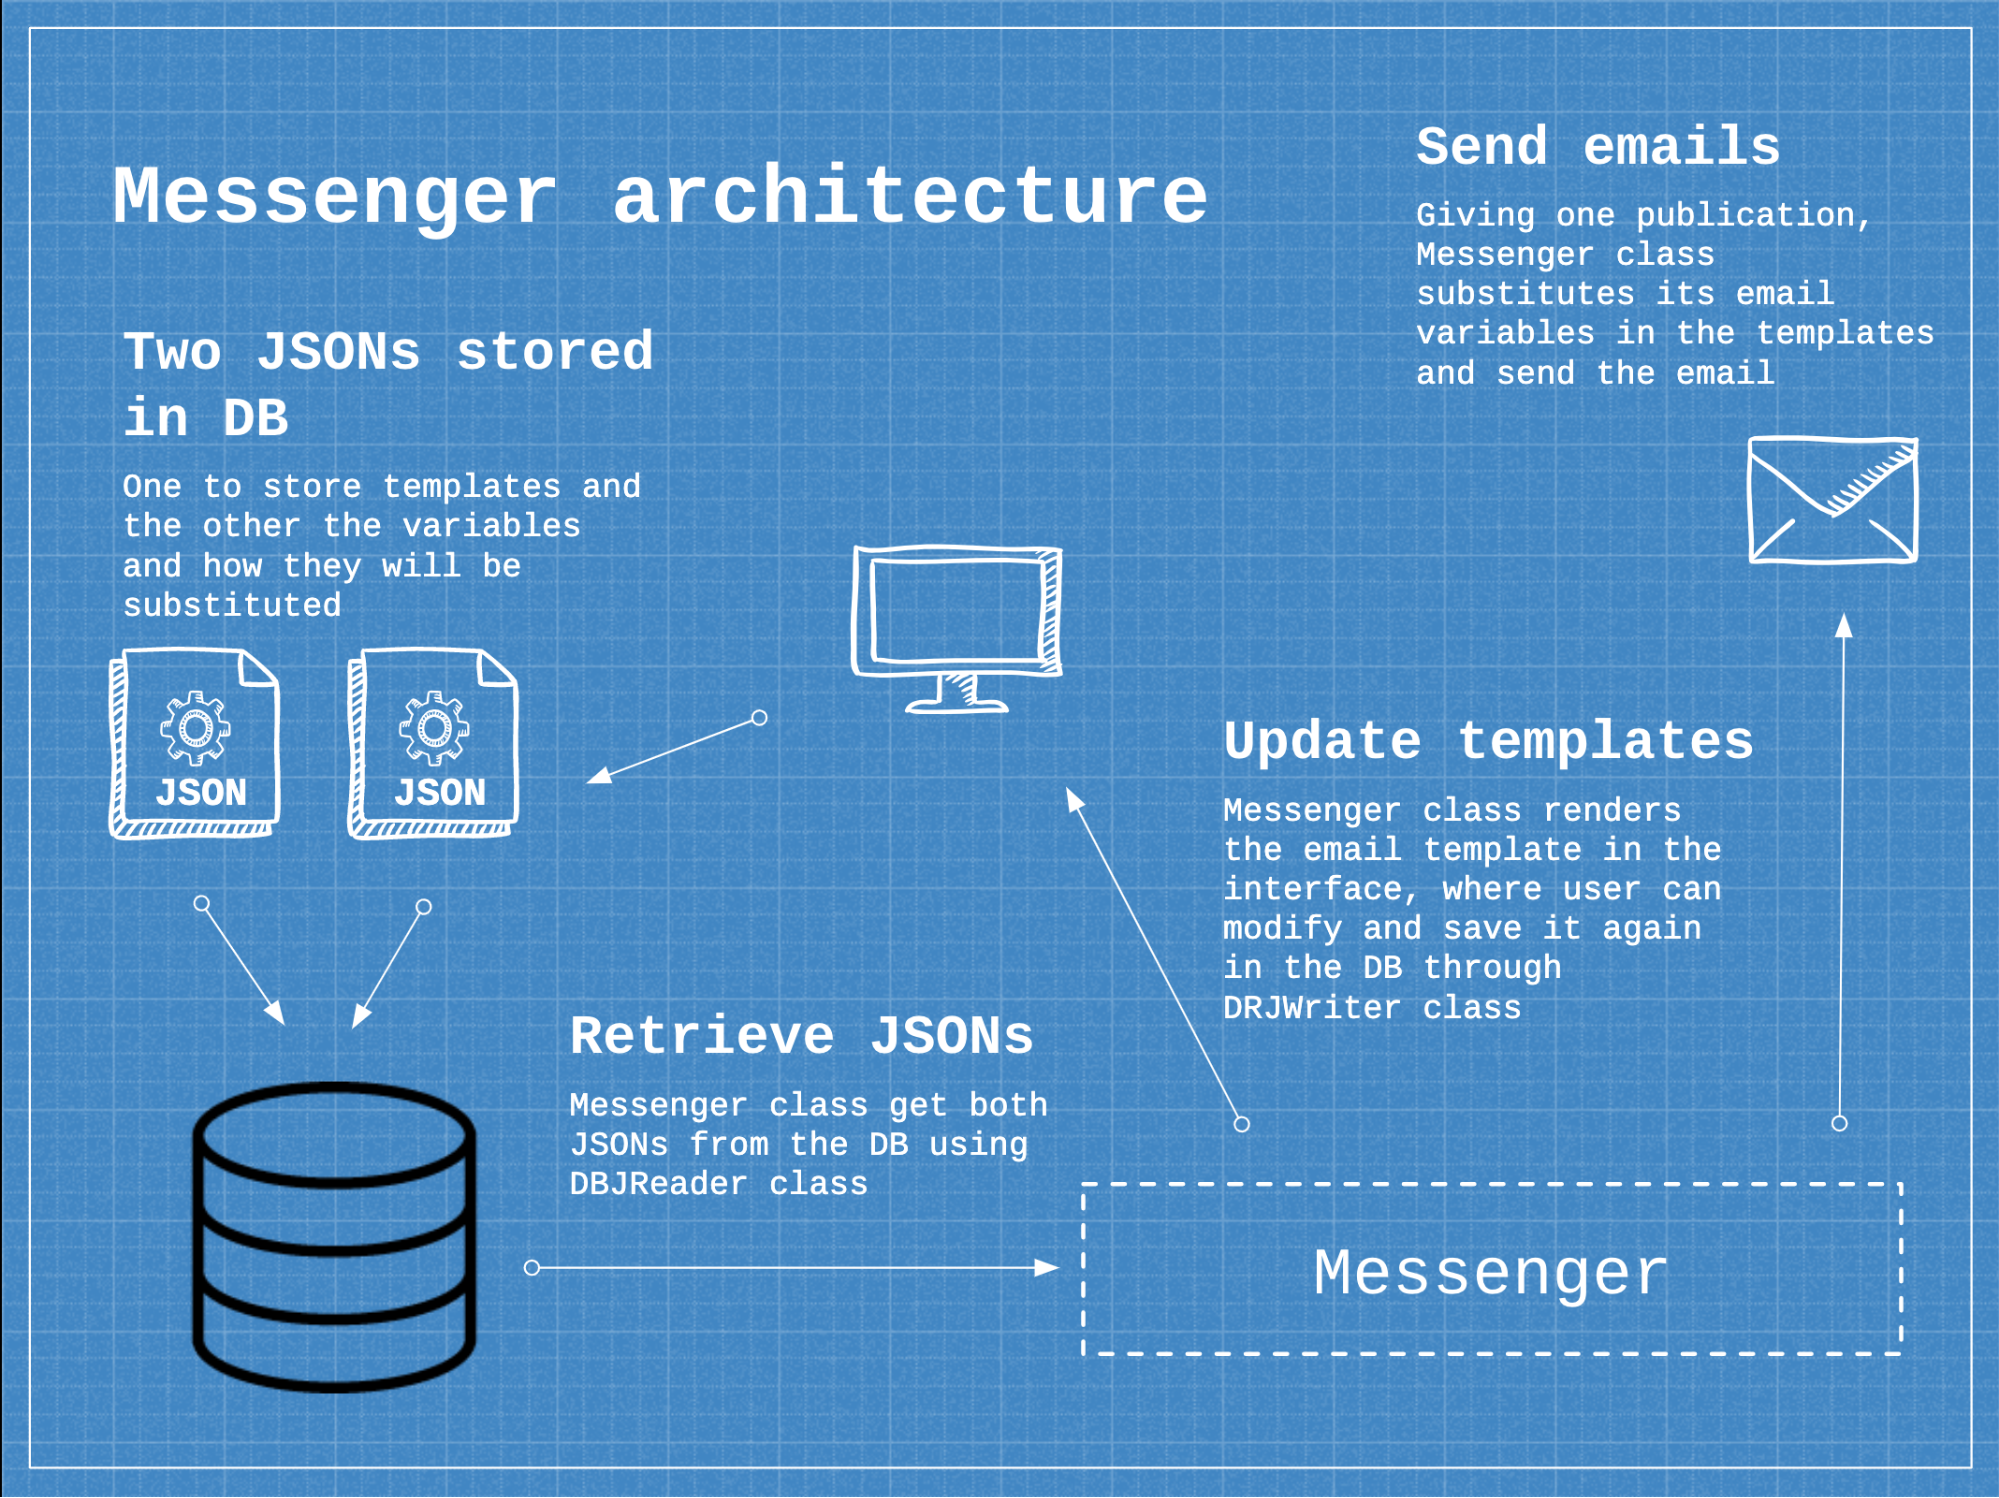 Messenger architecture
Two JSONs stored
in DB
One to store templates and
the other the variables
and how they will be
substituted
JSON
JSON
Retrieve JSONs
Messenger class get both
JSONs from the DB using
DBJReader class
Messenger
Update templates
Messenger class renders
the email template in the
interface, where user can
modify and save it again
in the DB through
DRJWriter class
Send emails
Giving one publication,
Messenger class
substitutes its email
variables in the templates
and send the email